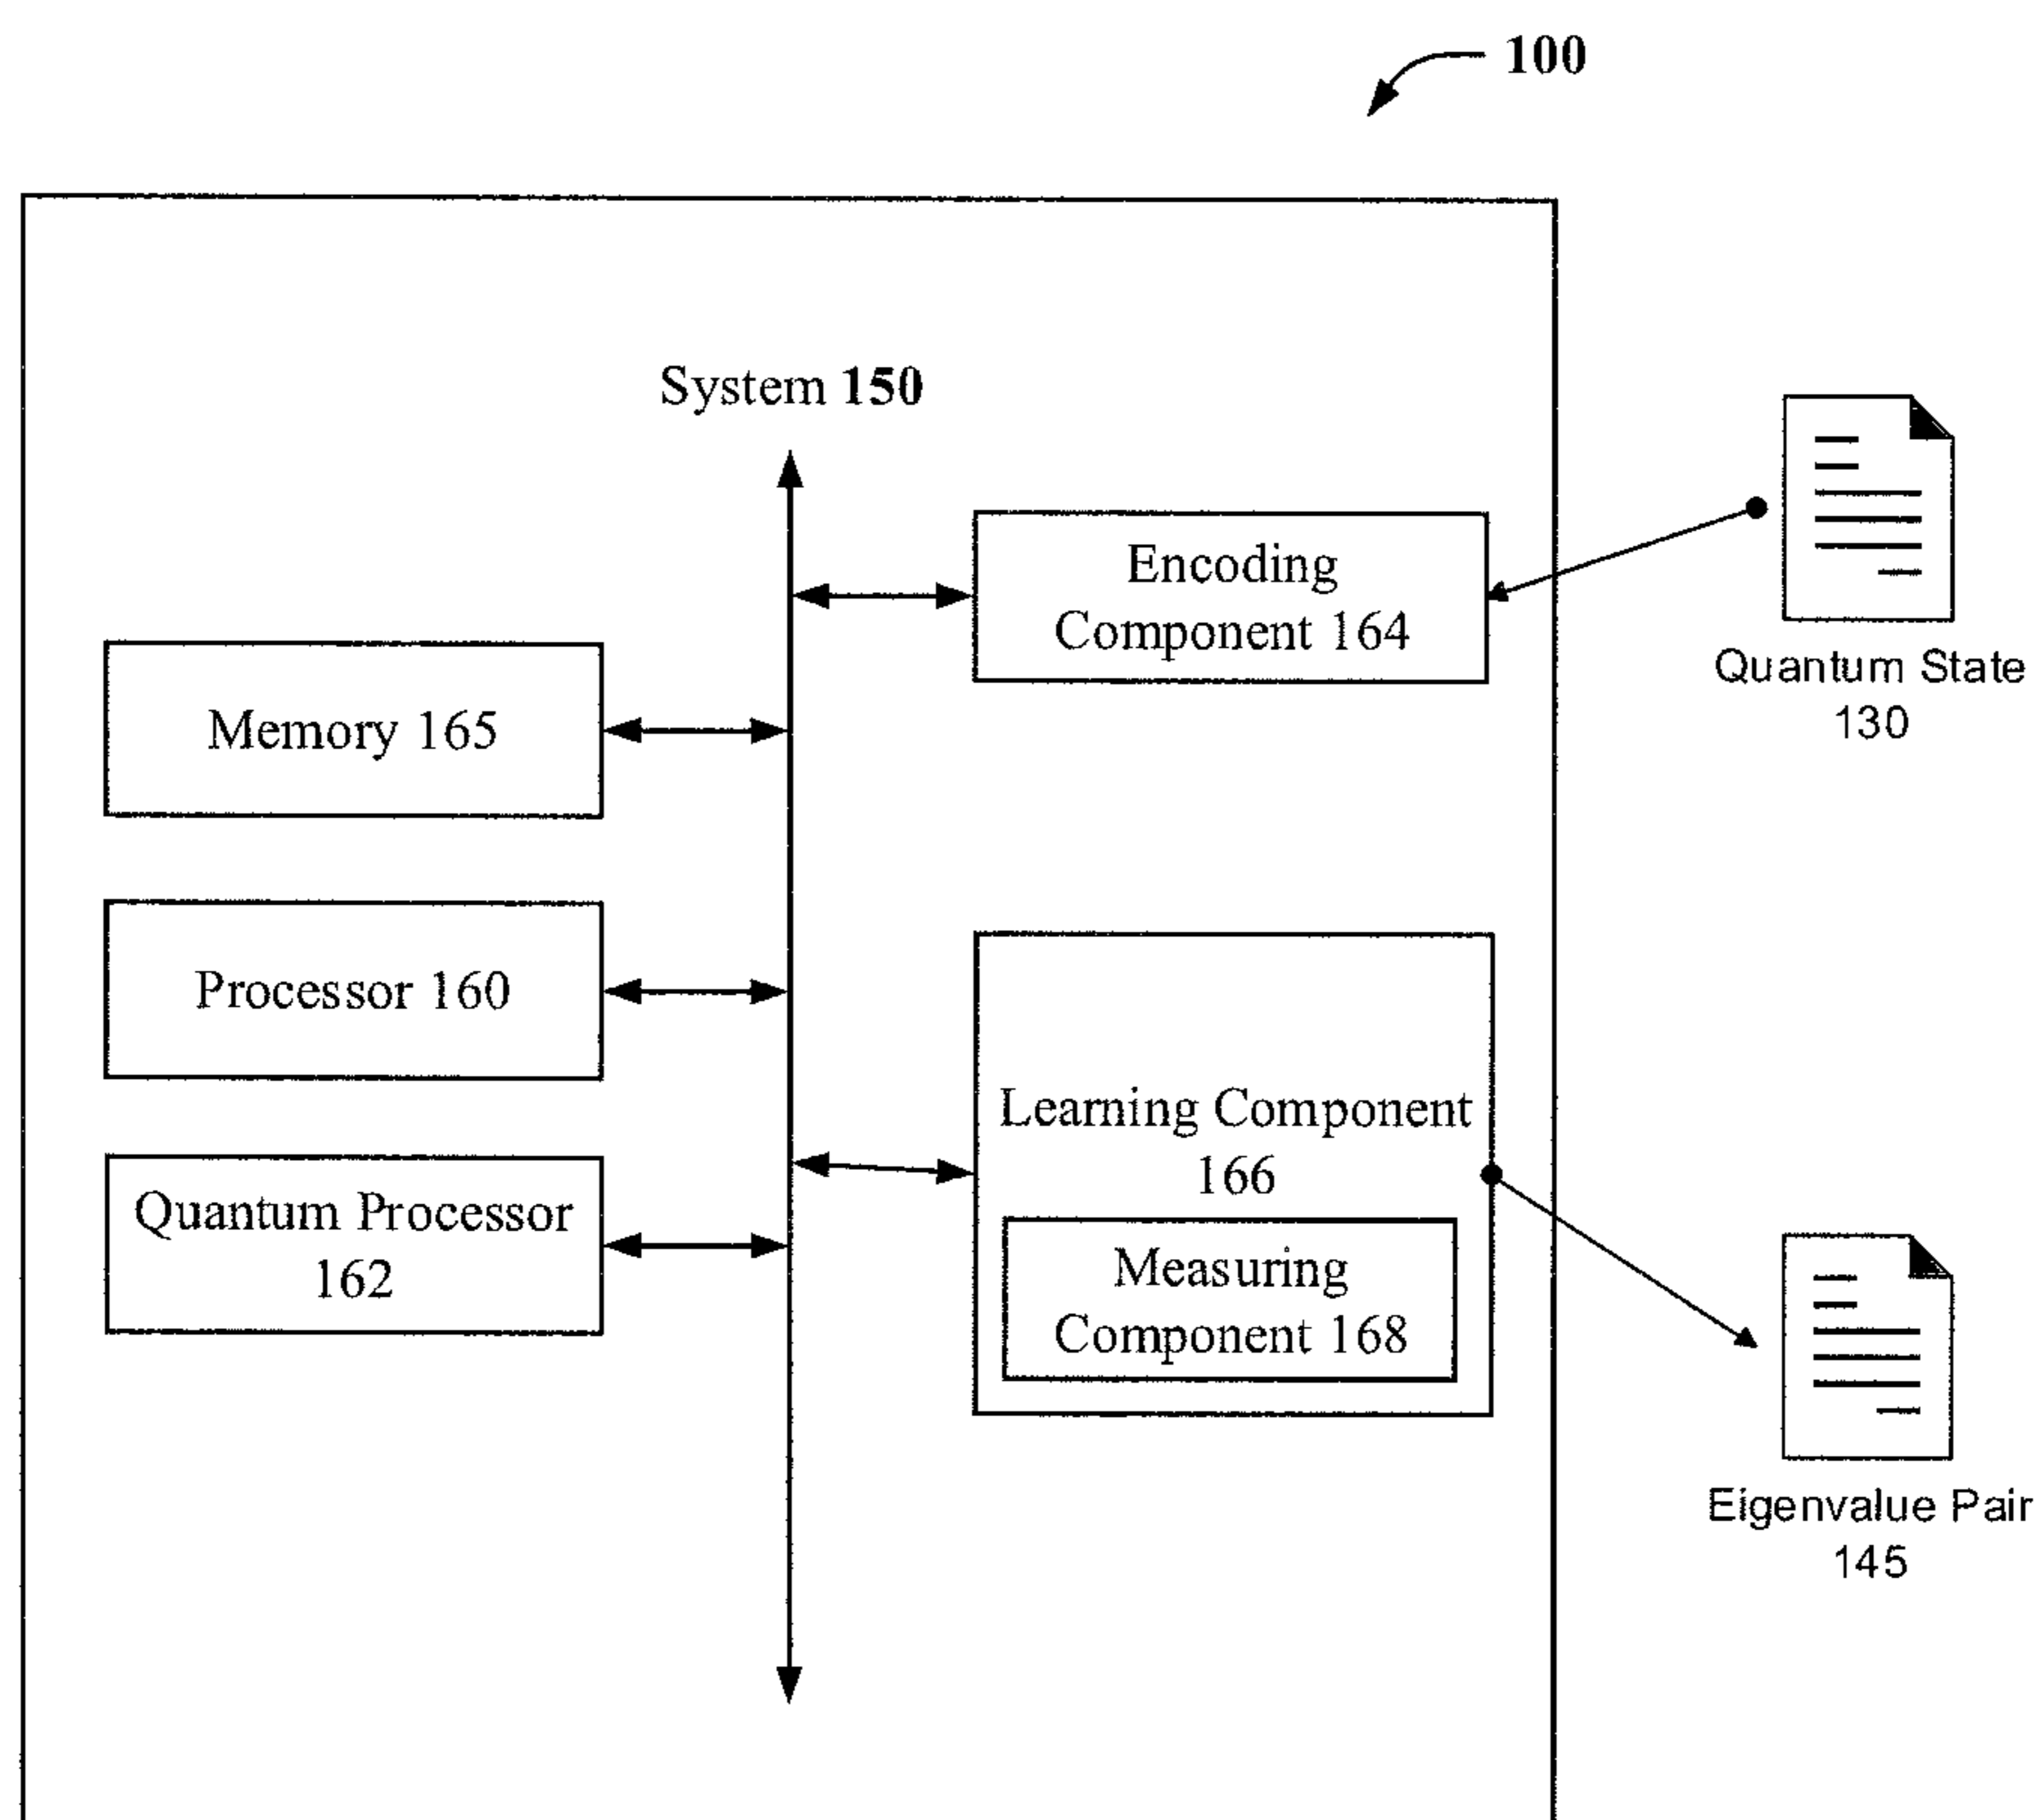 100
System 150
Encoding
Component 164
Quantum State
130
Memory 165
Processor 160
Learning Component
166
Quantum Processor
162
Measuring
Component 168
Eigenvalue Pair
145